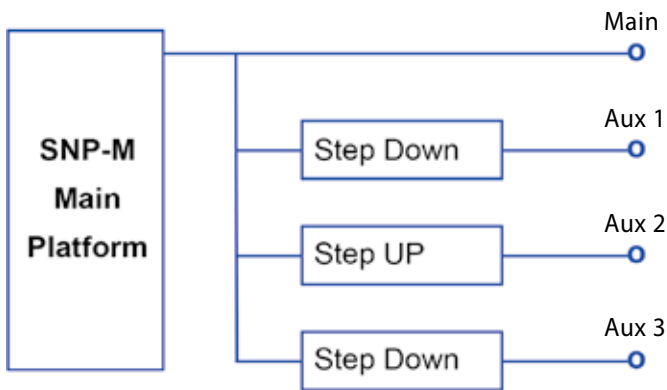 Main
SNP-M
Main
Platform
Step Down
Aux 1
Step UP
Aux 2
Step Down
Aux 3